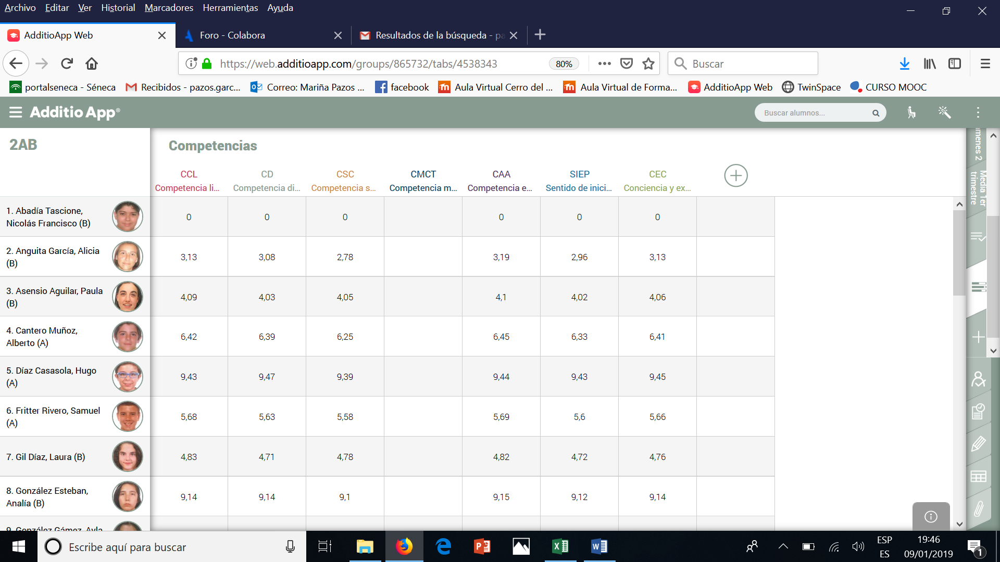 Archivo Editar Ver Historial Marcadores Herramientas Ayuda
AdditioApp Web
Foro - Colabora
Resultados de la búsqueda - pa
https://web.additioapp.com/groups/865732/tabs/4538343
80%
Buscar
portalseneca - Séneca
Recibidos - pazos.garc...
Correo: Mariña Pazos ...
facebook
Aula Virtual Cerro del ...
Aula Virtual de Forma...
AdditioApp Web
TwinSpace
CURSO MOOC
Additio App®
Buscar alumnos...
2AB
Competencias
CCL CD CSC CMCT CAA SIEP CEC
Competencia li... Competencia di... Competencia s... Competencia m... Competencia e... Sentido de inici... Conciencia y ex...
1. Abadía Tascione,
Nicolás Francisco (B)
0 0 0 0 0 0
2. Anguita García, Alicia
(B)
3,13 3,08 2,78 3,19 2,96 3,13
3. Asensio Aguilar, Paula
(B)
4,09 4,03 4,05 4,1 4,02 4,06
4. Cantero Muñoz,
Alberto (A)
6,42 6,39 6,25 6,45 6,33 6,41
5. Díaz Casasola, Hugo
(A)
9,43 9,47 9,39 9,44 9,43 9,45
6. Fritter Rivero, Samuel
(A)
5,68 5,63 5,58 5,69 5,6 5,66
7. Gil Díaz, Laura (B)
4,83 4,71 4,78 4,82 4,72 4,76
8. González Esteban,
Analía (B)
9,14 9,14 9,1 9,15 9,12 9,14
9. González Gámez, Ayla
menes 2
Media 1er
trimestre
Escribe aquí para buscar
ESP
ES
19:46
09/01/2019
1